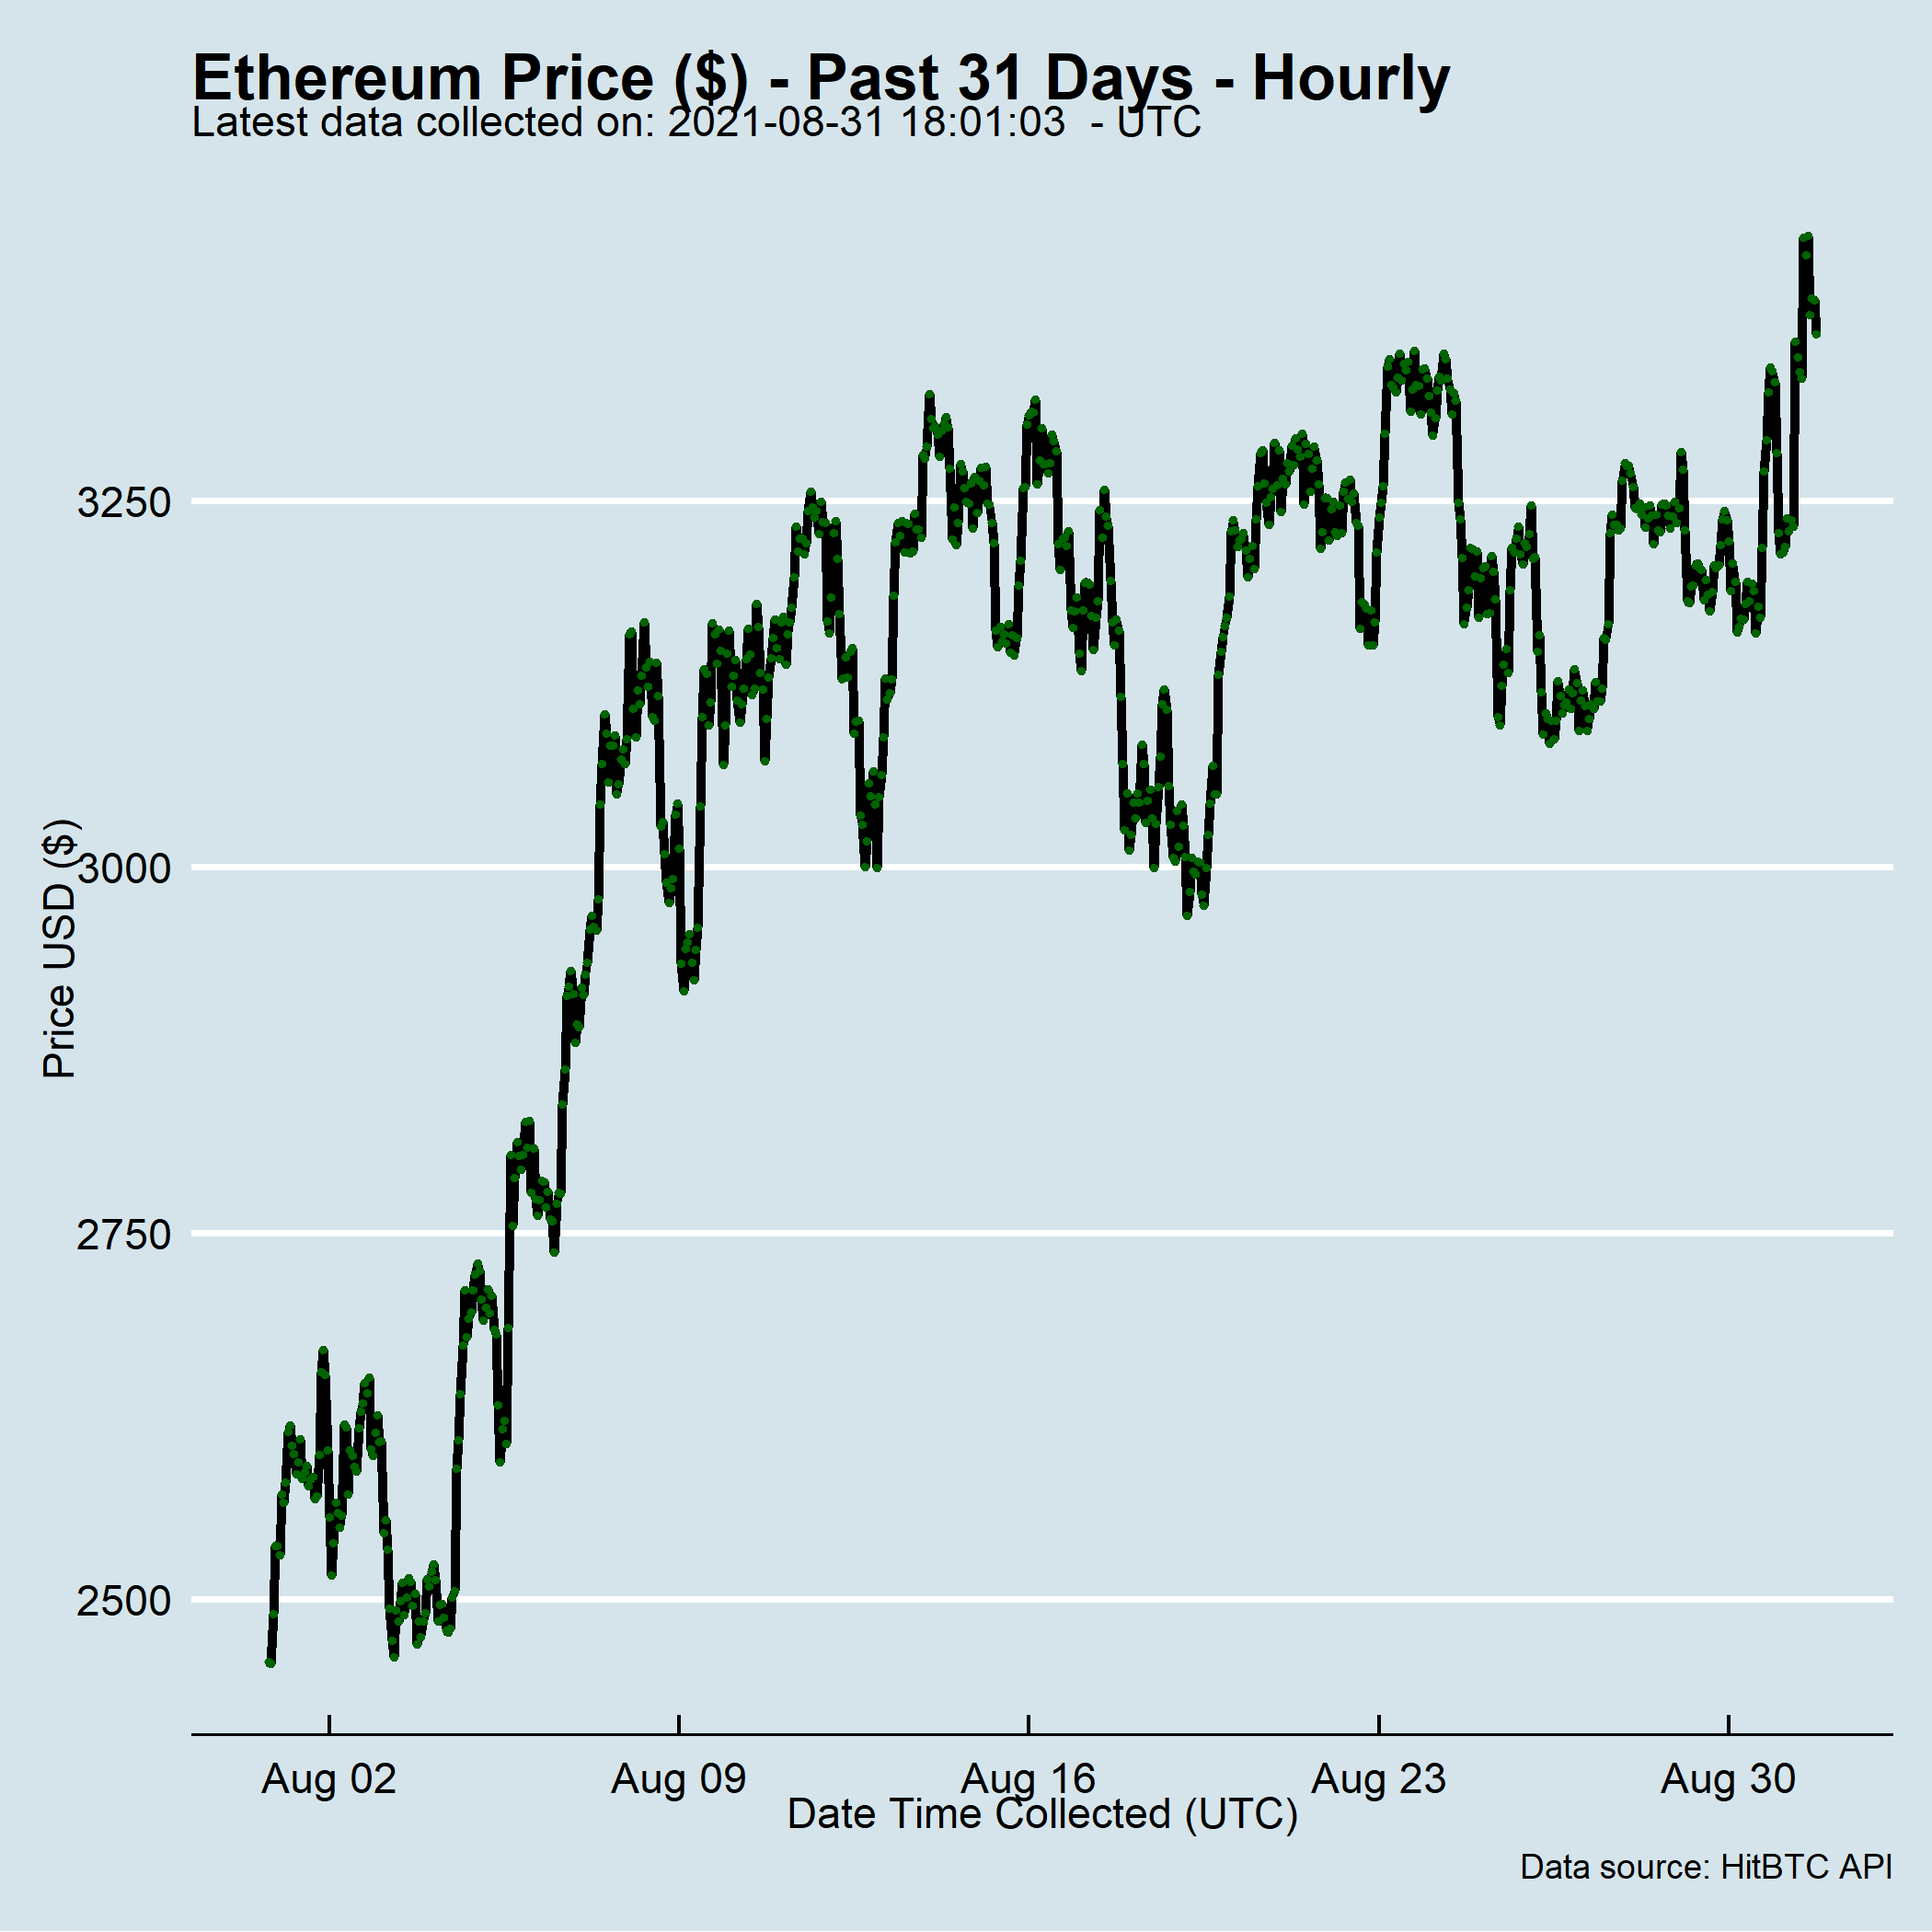 Ethereum Price ($) - Past 31 Days - Hourly
Latest data collected on: 2021-08-31 18:01:03  - UTC
3250
3000
2750
2500
Price USD ($)
Aug 02
Aug 09
Aug 16
Aug 23
Aug 30
Date Time Collected (UTC)
Data source: HitBTC API